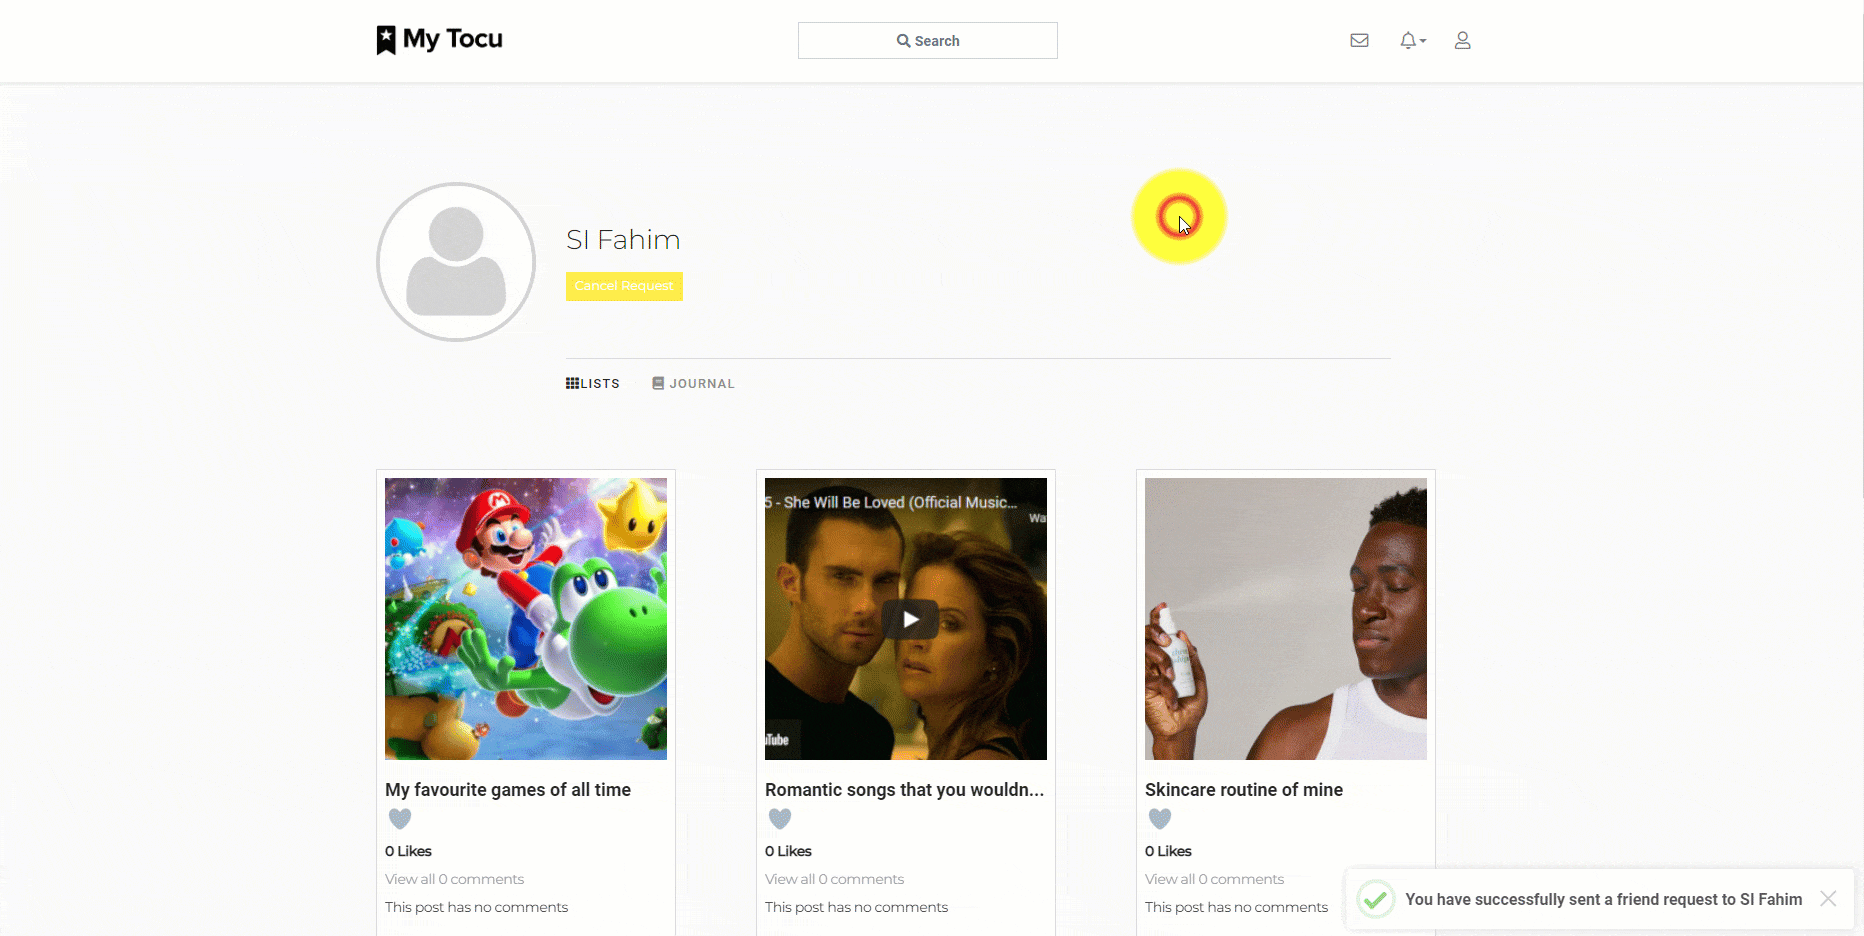 My Tocu
Search
SI Fahim
Cancel Request
LISTS
JOURNAL
5 - She Will Be Loved (Official Music...
My favourite games of all time
0 Likes
View all 0 comments
This post has no comments
Romantic songs that you wouldn...
0 Likes
View all 0 comments
This post has no comments
Skincare routine of mine
0 Likes
View all 0 comments
This post has no comments
You have successfully sent a friend request to SI Fahim